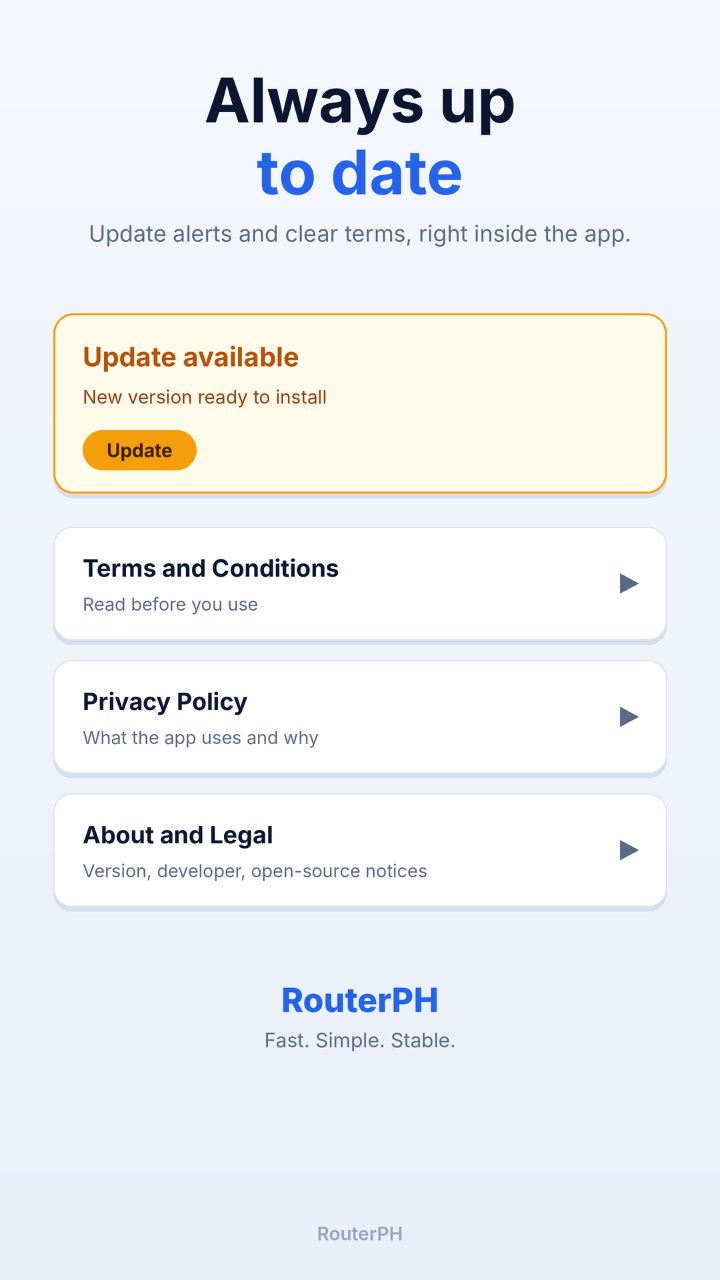 Always up
to date
Update alerts and clear terms, right inside the app.
Update available
New version ready to install
Update
Terms and Conditions
Read before you use
Privacy Policy
What the app uses and why
About and Legal
Version, developer, open-source notices
RouterPH
Fast. Simple. Stable.
RouterPH